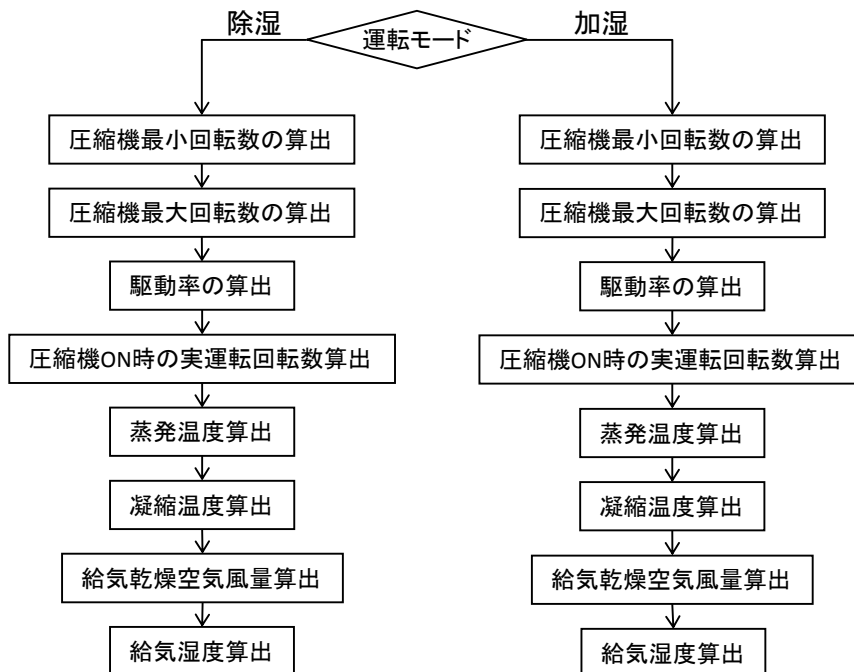 除湿
運転モード
加湿
圧縮機最小回転数の算出
圧縮機最大回転数の算出
駆動率の算出
圧縮機ON時の実運転回転数算出
蒸発温度算出
凝縮温度算出
給気乾燥空気風量算出
給気湿度算出
圧縮機最小回転数の算出
圧縮機最大回転数の算出
駆動率の算出
圧縮機ON時の実運転回転数算出
蒸発温度算出
凝縮温度算出
給気乾燥空気風量算出
給気湿度算出